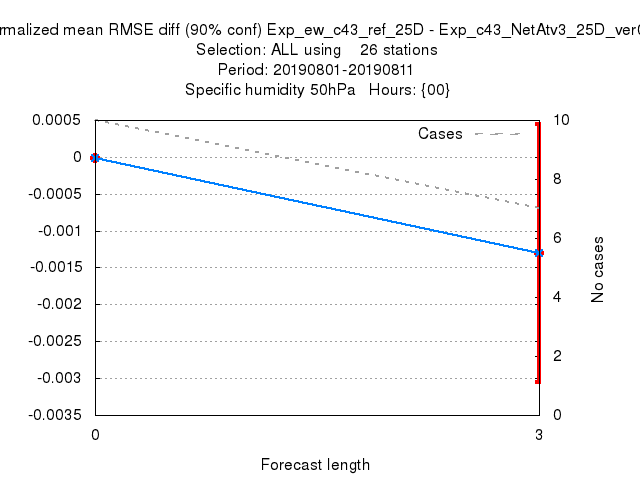 rmalized mean RMSE diff (90% conf) Exp_ew_c43_ref_25D - Exp_c43_NetAtv3_25D_ver
Selection: ALL using 26 stations
Period: 20190801-20190811
Specific humidity 50hPa Hours: {00}
Cases
0.0005
0
-0.0005
-0.001
-0.0015
-0.002
-0.0025
-0.003
-0.0035
10
8
6
4
2
0
No cases
0
3
Forecast length